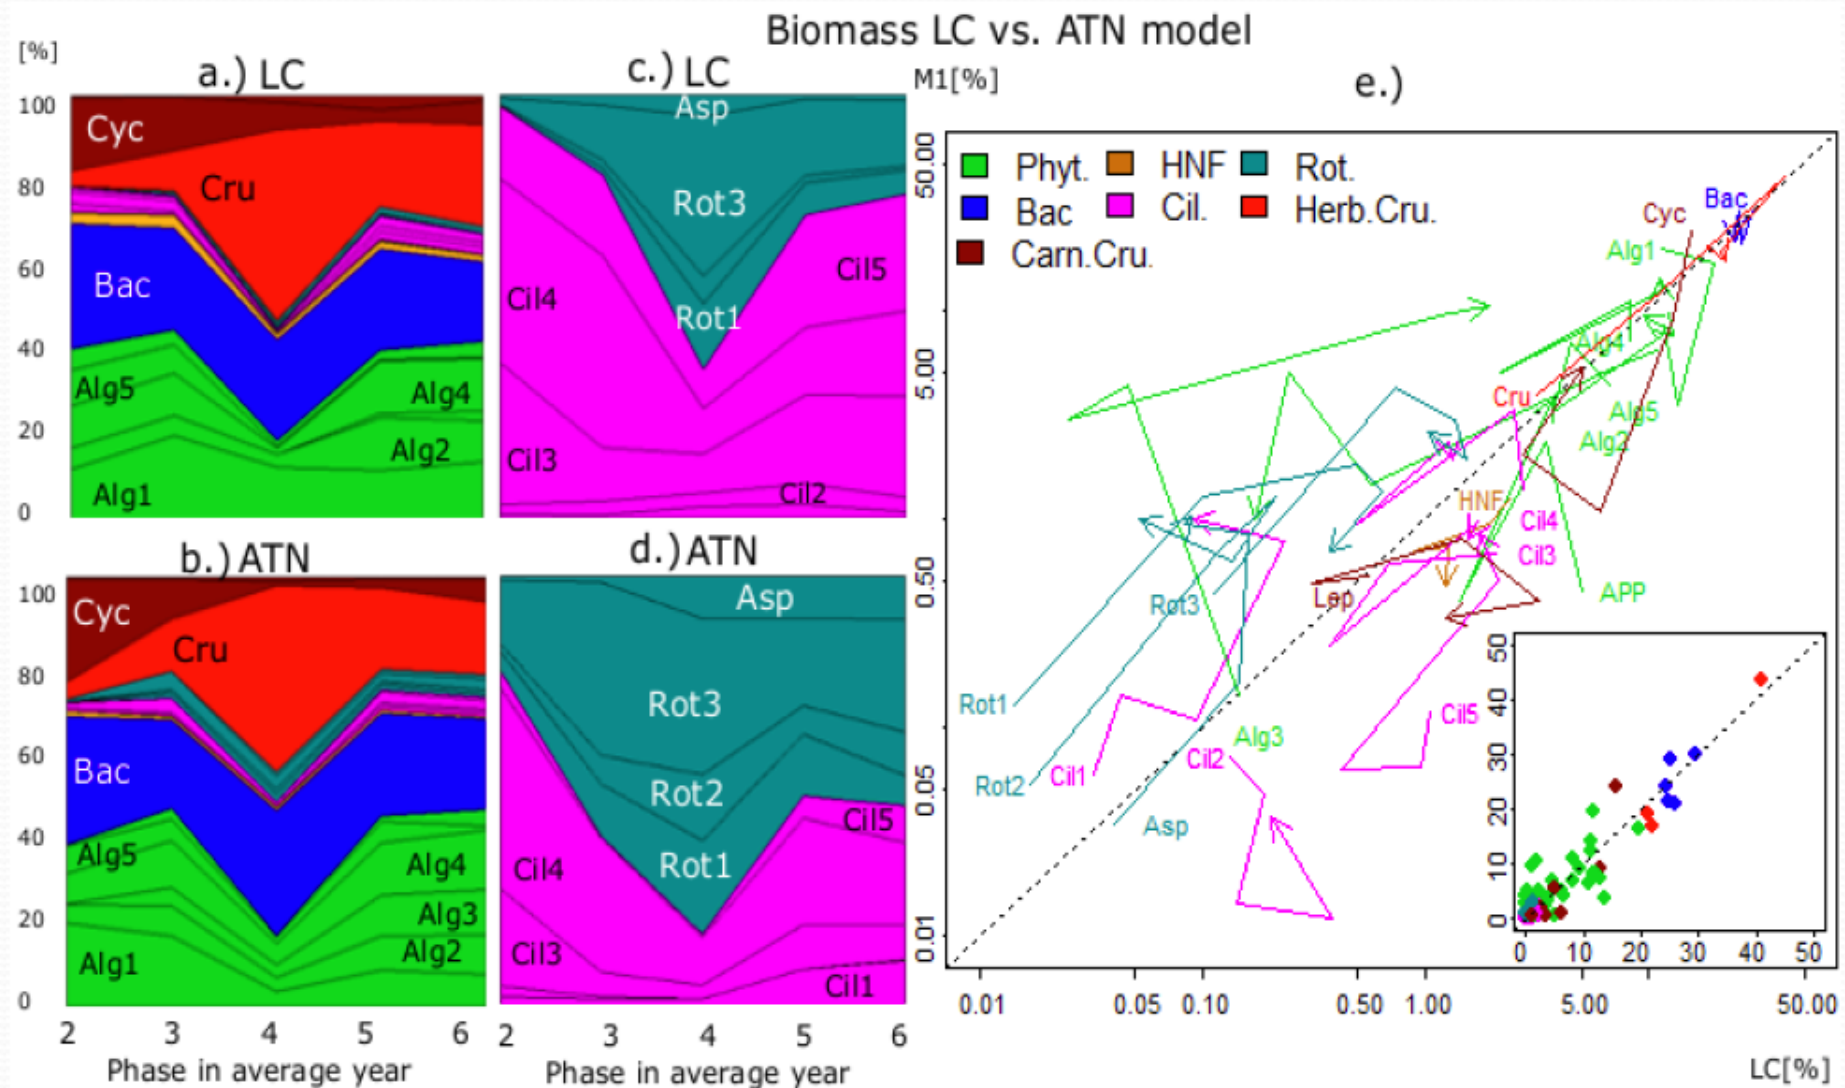 Biomass LC vs. ATN model
[%]
a.) LC
100
80
60
40
20
0
Cyc
Cru
Bac
Alg5
Alg4
Alg2
Alg1
c.) LC
Asp
Rot3
Rot1
Cil5
Cil4
Cil3
Cil2
b.) ATN
100
80
60
40
20
0
Cyc
Cru
Bac
Alg5
Alg4
Alg3
Alg2
Alg1
2 3 4 5 6
Phase in average year
d.) ATN
Asp
Rot3
Rot2
Rot1
Cil5
Cil4
Cil3
Cil1
2 3 4 5 6
Phase in average year
M1[%]
e.)
50.00
5.00
0.50
0.05
0.01
Phyt. HNF Rot.
Bac Cil. Herb.Cru.
Carn.Cru.
Bac
Cyc
Alg1
Alg4
Cru
Alg5
Alg2
HNF
Cil4
Cil3
APP
Lep
Rot3
Rot1
Cil5
Alg3
Cil2
Cil1
Rot2
Asp
50
40
30
20
10
0
0 10 20 30 40 50
0.01 0.05 0.10 0.50 1.00 5.00 50.00
LC[%]